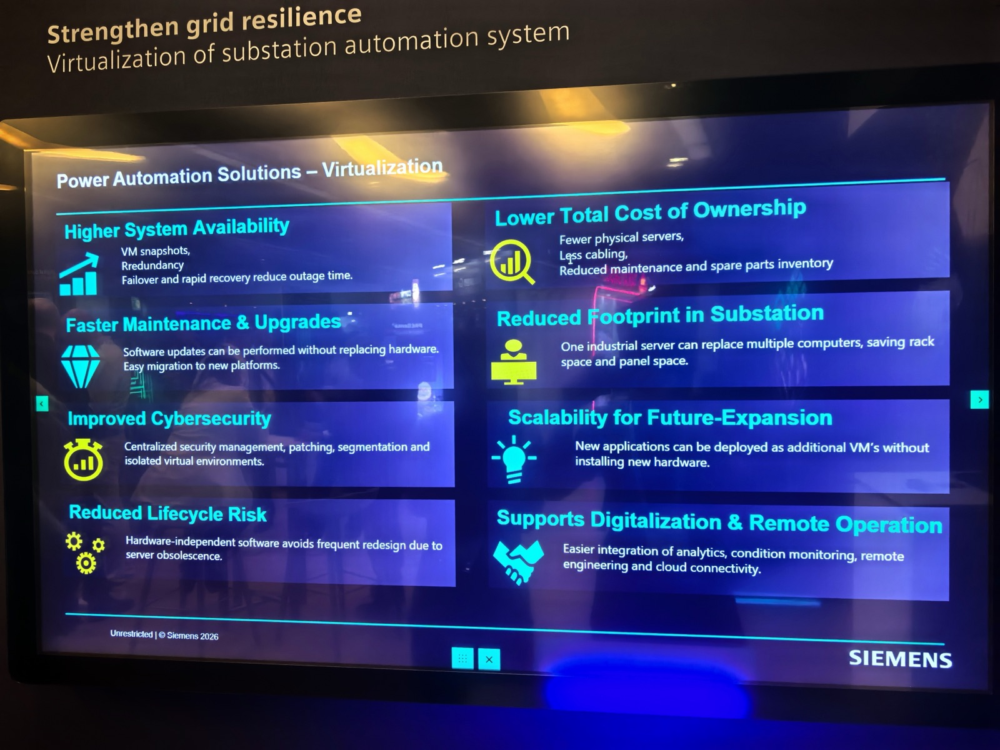 Strengthen grid resilience
Virtualization of substation automation system
Power Automation Solutions – Virtualization
Higher System Availability
VM snapshots,
Rredundancy
Failover and rapid recovery reduce outage time.
Faster Maintenance & Upgrades
Software updates can be performed without replacing hardware.
Easy migration to new platforms.
Improved Cybersecurity
Centralized security management, patching, segmentation and
isolated virtual environments.
Reduced Lifecycle Risk
Hardware-independent software avoids frequent redesign due to
server obsolescence.
Lower Total Cost of Ownership
Fewer physical servers,
Less cabling,
Reduced maintenance and spare parts inventory
Reduced Footprint in Substation
One industrial server can replace multiple computers, saving rack
space and panel space.
Scalability for Future-Expansion
New applications can be deployed as additional VM's without
installing new hardware.
Supports Digitalization & Remote Operation
Easier integration of analytics, condition monitoring, remote
engineering and cloud connectivity.
Unrestricted | © Siemens 2026
SIEMENS